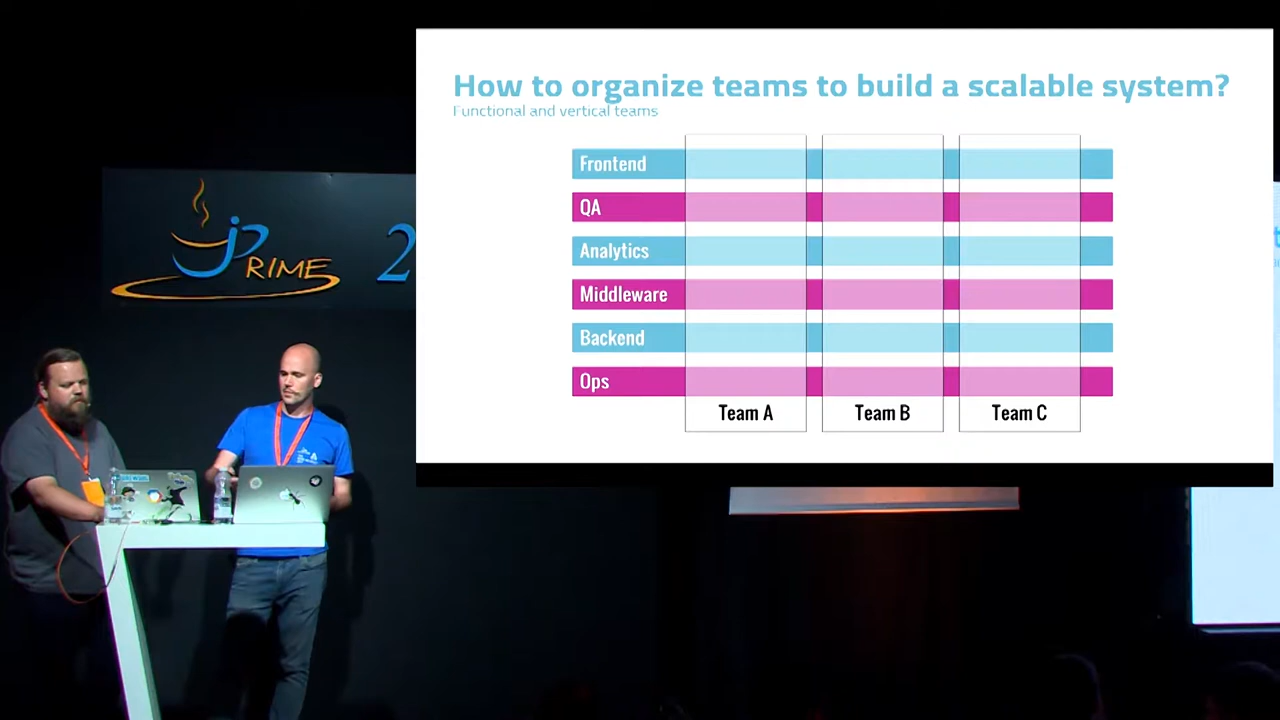 How to organize teams to build a scalable system?
Functional and vertical teams
Frontend
QA
Analytics
Middleware
Backend
Ops
Team A
Team B
Team C
jPRIME 2